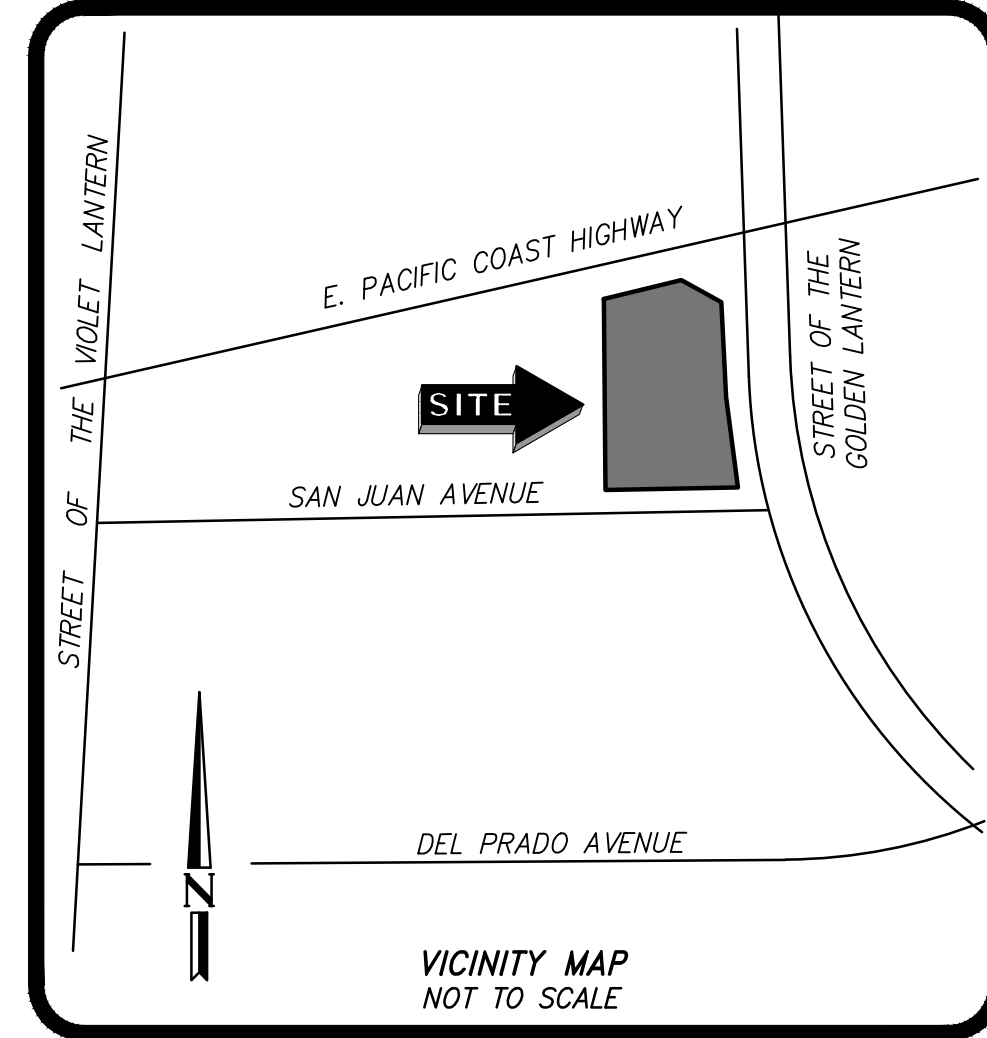 STREET OF THE VIOLET LANTERN
E. PACIFIC COAST HIGHWAY
STREET OF THE
GOLDEN LANTERN
SITE
SAN JUAN AVENUE
DEL PRADO AVENUE
N
VICINITY MAP
NOT TO SCALE